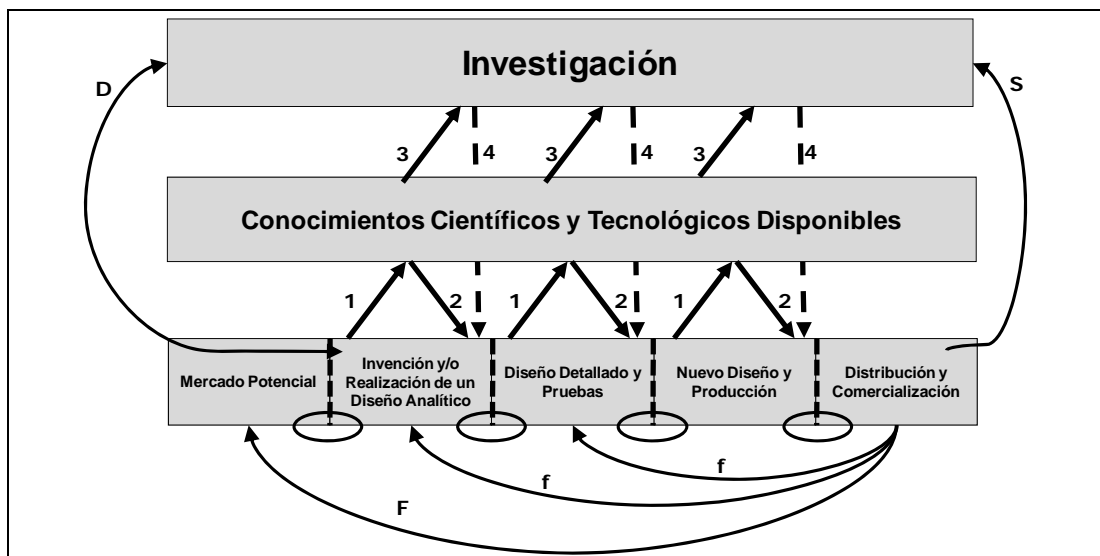 Investigación
D
S
3
4
3
4
3
4
Conocimientos Científicos y Tecnológicos Disponibles
1
2
1
2
1
2
Mercado Potencial
Invención y/o
Realización de un
Diseño Analítico
Diseño Detallado y
Pruebas
Nuevo Diseño y
Producción
Distribución y
Comercialización
f
f
F